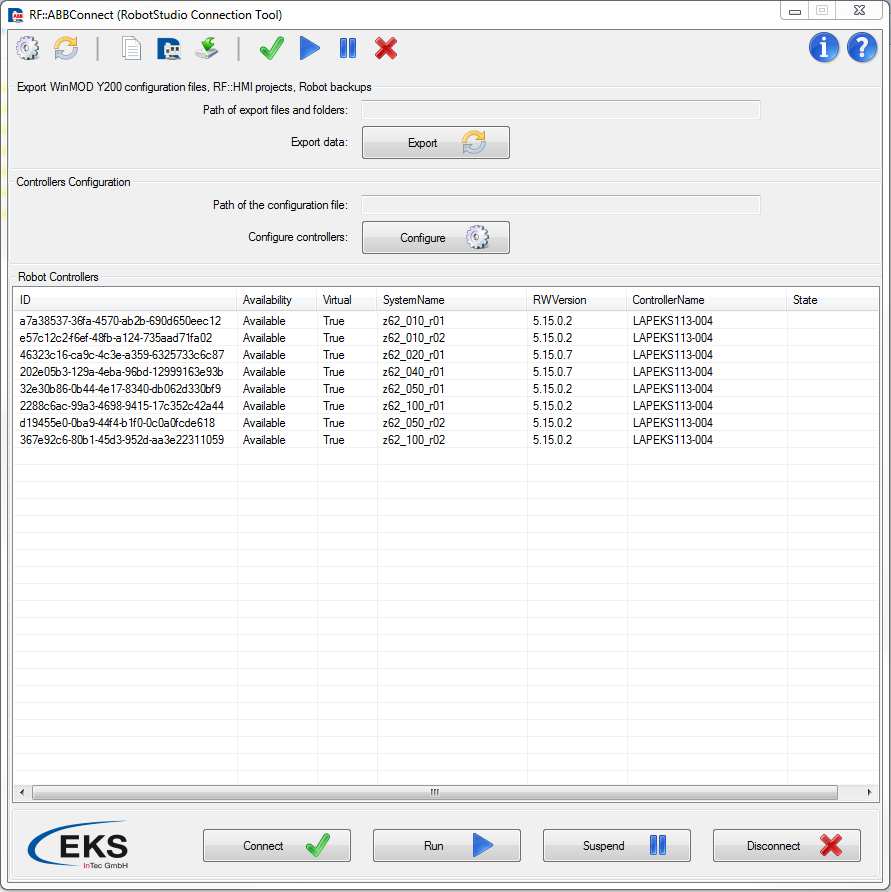 RF::ABBConnect (RobotStudio Connection Tool)
Export WinMOD Y200 configuration files, RF::HMI projects, Robot backups
Path of export files and folders:
Export data: Export
Controllers Configuration
Path of the configuration file:
Configure controllers: Configure
Robot Controllers
ID Availability Virtual SystemName RWVersion ControllerName State
a7a38537-36fa-4570-ab2b-690d650eec12 Available True z62_010_r01 5.15.0.2 LAPEKS113-004
e57c12c2-f6ef-48fb-a124-735aad71fa02 Available True z62_010_r02 5.15.0.2 LAPEKS113-004
46323c16-ca9c-4c3e-a359-6325733c6c87 Available True z62_020_r01 5.15.0.7 LAPEKS113-004
202e05b3-129a-4eba-96bd-12999163e93b Available True z62_040_r01 5.15.0.7 LAPEKS113-004
32e30b86-0b44-4e17-8340-db062d330bf9 Available True z62_050_r01 5.15.0.2 LAPEKS113-004
2288c6ac-99a3-4698-9415-17c352c42a44 Available True z62_100_r01 5.15.0.2 LAPEKS113-004
d19455e0-0ba9-44f4-b1f0-0c0a0fcde618 Available True z62_050_r02 5.15.0.2 LAPEKS113-004
367e92c6-80b1-45d3-952d-aa3e22311059 Available True z62_100_r02 5.15.0.2 LAPEKS113-004
EKS
InTec GmbH
Connect Run Suspend Disconnect